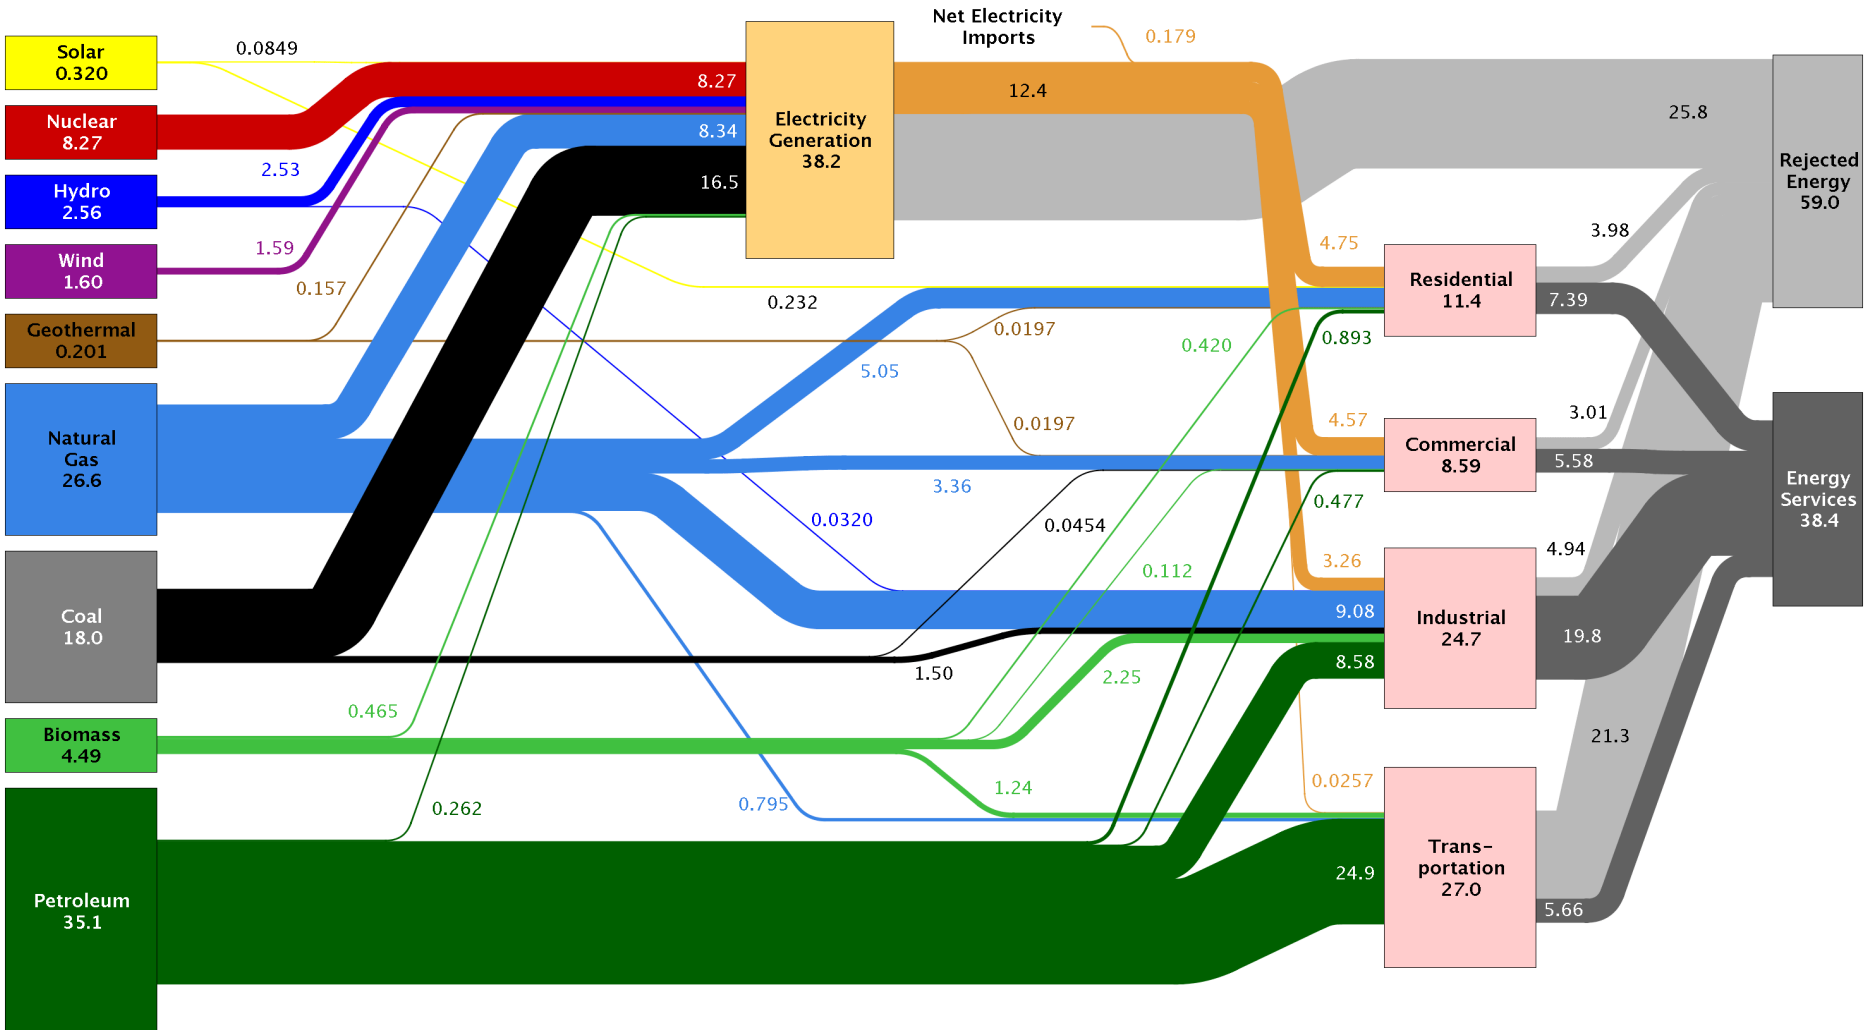 Net Electricity
Imports
0.179
Solar
0.320
0.0849
Nuclear
8.27
8.27
12.4
25.8
Electricity
Generation
38.2
8.34
Rejected
Energy
59.0
2.53
Hydro
2.56
16.5
3.98
Wind
1.60
1.59
4.75
0.157
0.232
Residential
11.4
7.39
Geothermal
0.201
0.0197
0.420
0.893
5.05
Natural
Gas
26.6
0.0197
4.57
3.01
Commercial
8.59
5.58
3.36
0.477
Energy
Services
38.4
0.0320
0.0454
4.94
0.112
3.26
9.08
Coal
18.0
Industrial
24.7
19.8
8.58
1.50
2.25
0.465
Biomass
4.49
21.3
0.262
0.795
1.24
0.0257
Trans-
portation
27.0
24.9
Petroleum
35.1
5.66